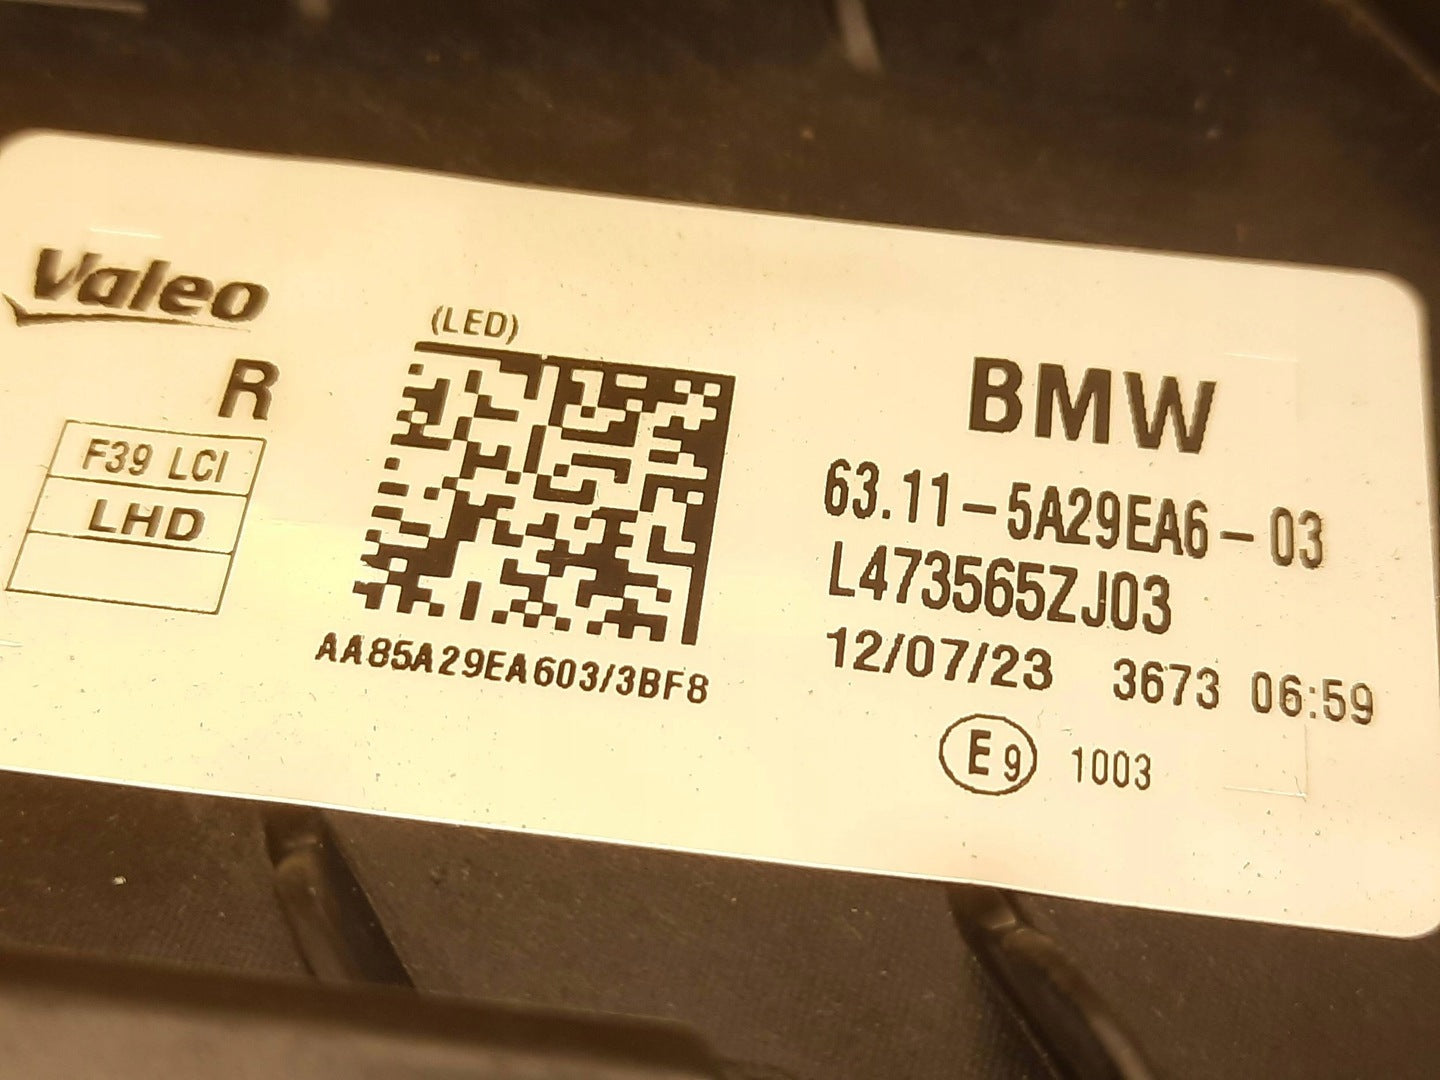 Valeo
R
F39 LCI
LHD
(LED)
AA85A29EA603/3BF8
BMW
63.11-5A29EA6-03
L473565ZJ03
12/07/23 3673 06:59
E9 1003